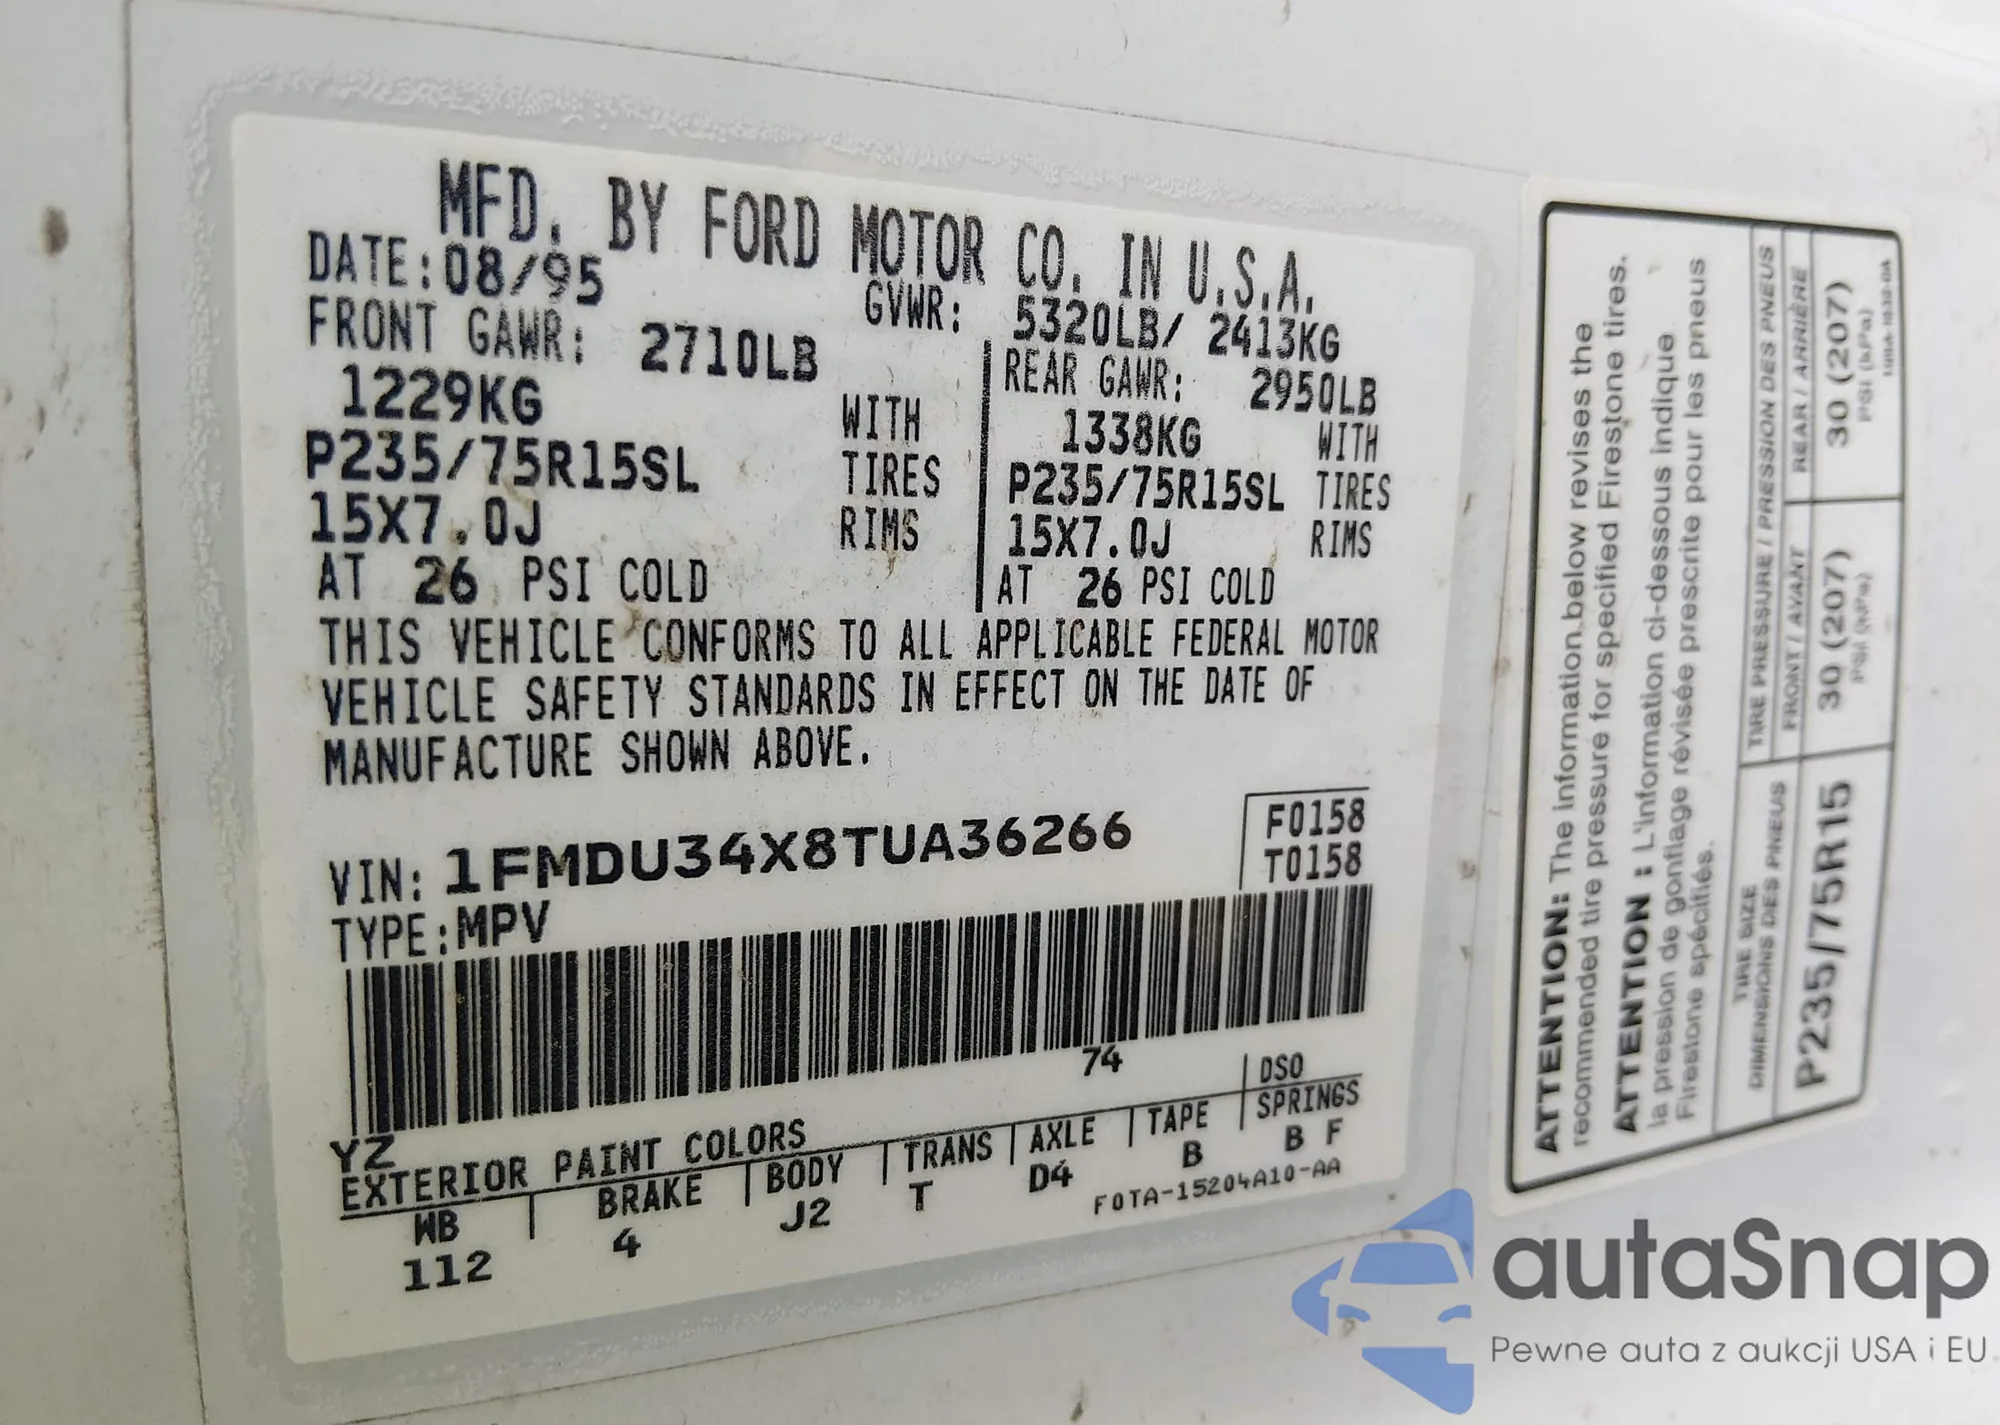 MFD. BY FORD MOTOR CO. IN U.S.A.
DATE: 08/95
GVWR: 5320LB/ 2413KG
FRONT GAWR: 2710LB
1229KG WITH
P235/75R15SL TIRES
15X7.0J RIMS
AT 26 PSI COLD
REAR GAWR: 2950LB
1338KG WITH
P235/75R15SL TIRES
15X7.0J RIMS
AT 26 PSI COLD
THIS VEHICLE CONFORMS TO ALL APPLICABLE FEDERAL MOTOR
VEHICLE SAFETY STANDARDS IN EFFECT ON THE DATE OF
MANUFACTURE SHOWN ABOVE.
VIN: 1FMDU34X8TUA36266
F0158
T0158
TYPE: MPV
74
YZ
EXTERIOR PAINT COLORS
DSO
WB BRAKE BODY TRANS AXLE TAPE SPRINGS
112 4 J2 T D4 B B F
F0TA-15204A10-AA
ATTENTION: The information below revises the
recommended tire pressure for specified Firestone tires.
ATTENTION : L'information ci-dessous indique
la pression de gonflage révisée prescrite pour les pneus
Firestone spécifiés.
TIRE SIZE
DIMENSIONS DES PNEUS
TIRE PRESSURE / PRESSION DES PNEUS
FRONT / AVANT
REAR / ARRIÈRE
P235/75R15
30 (207)
PSI (kPa)
30 (207)
PSI (kPa)
autaSnap
Pewne auta z aukcji USA i EU